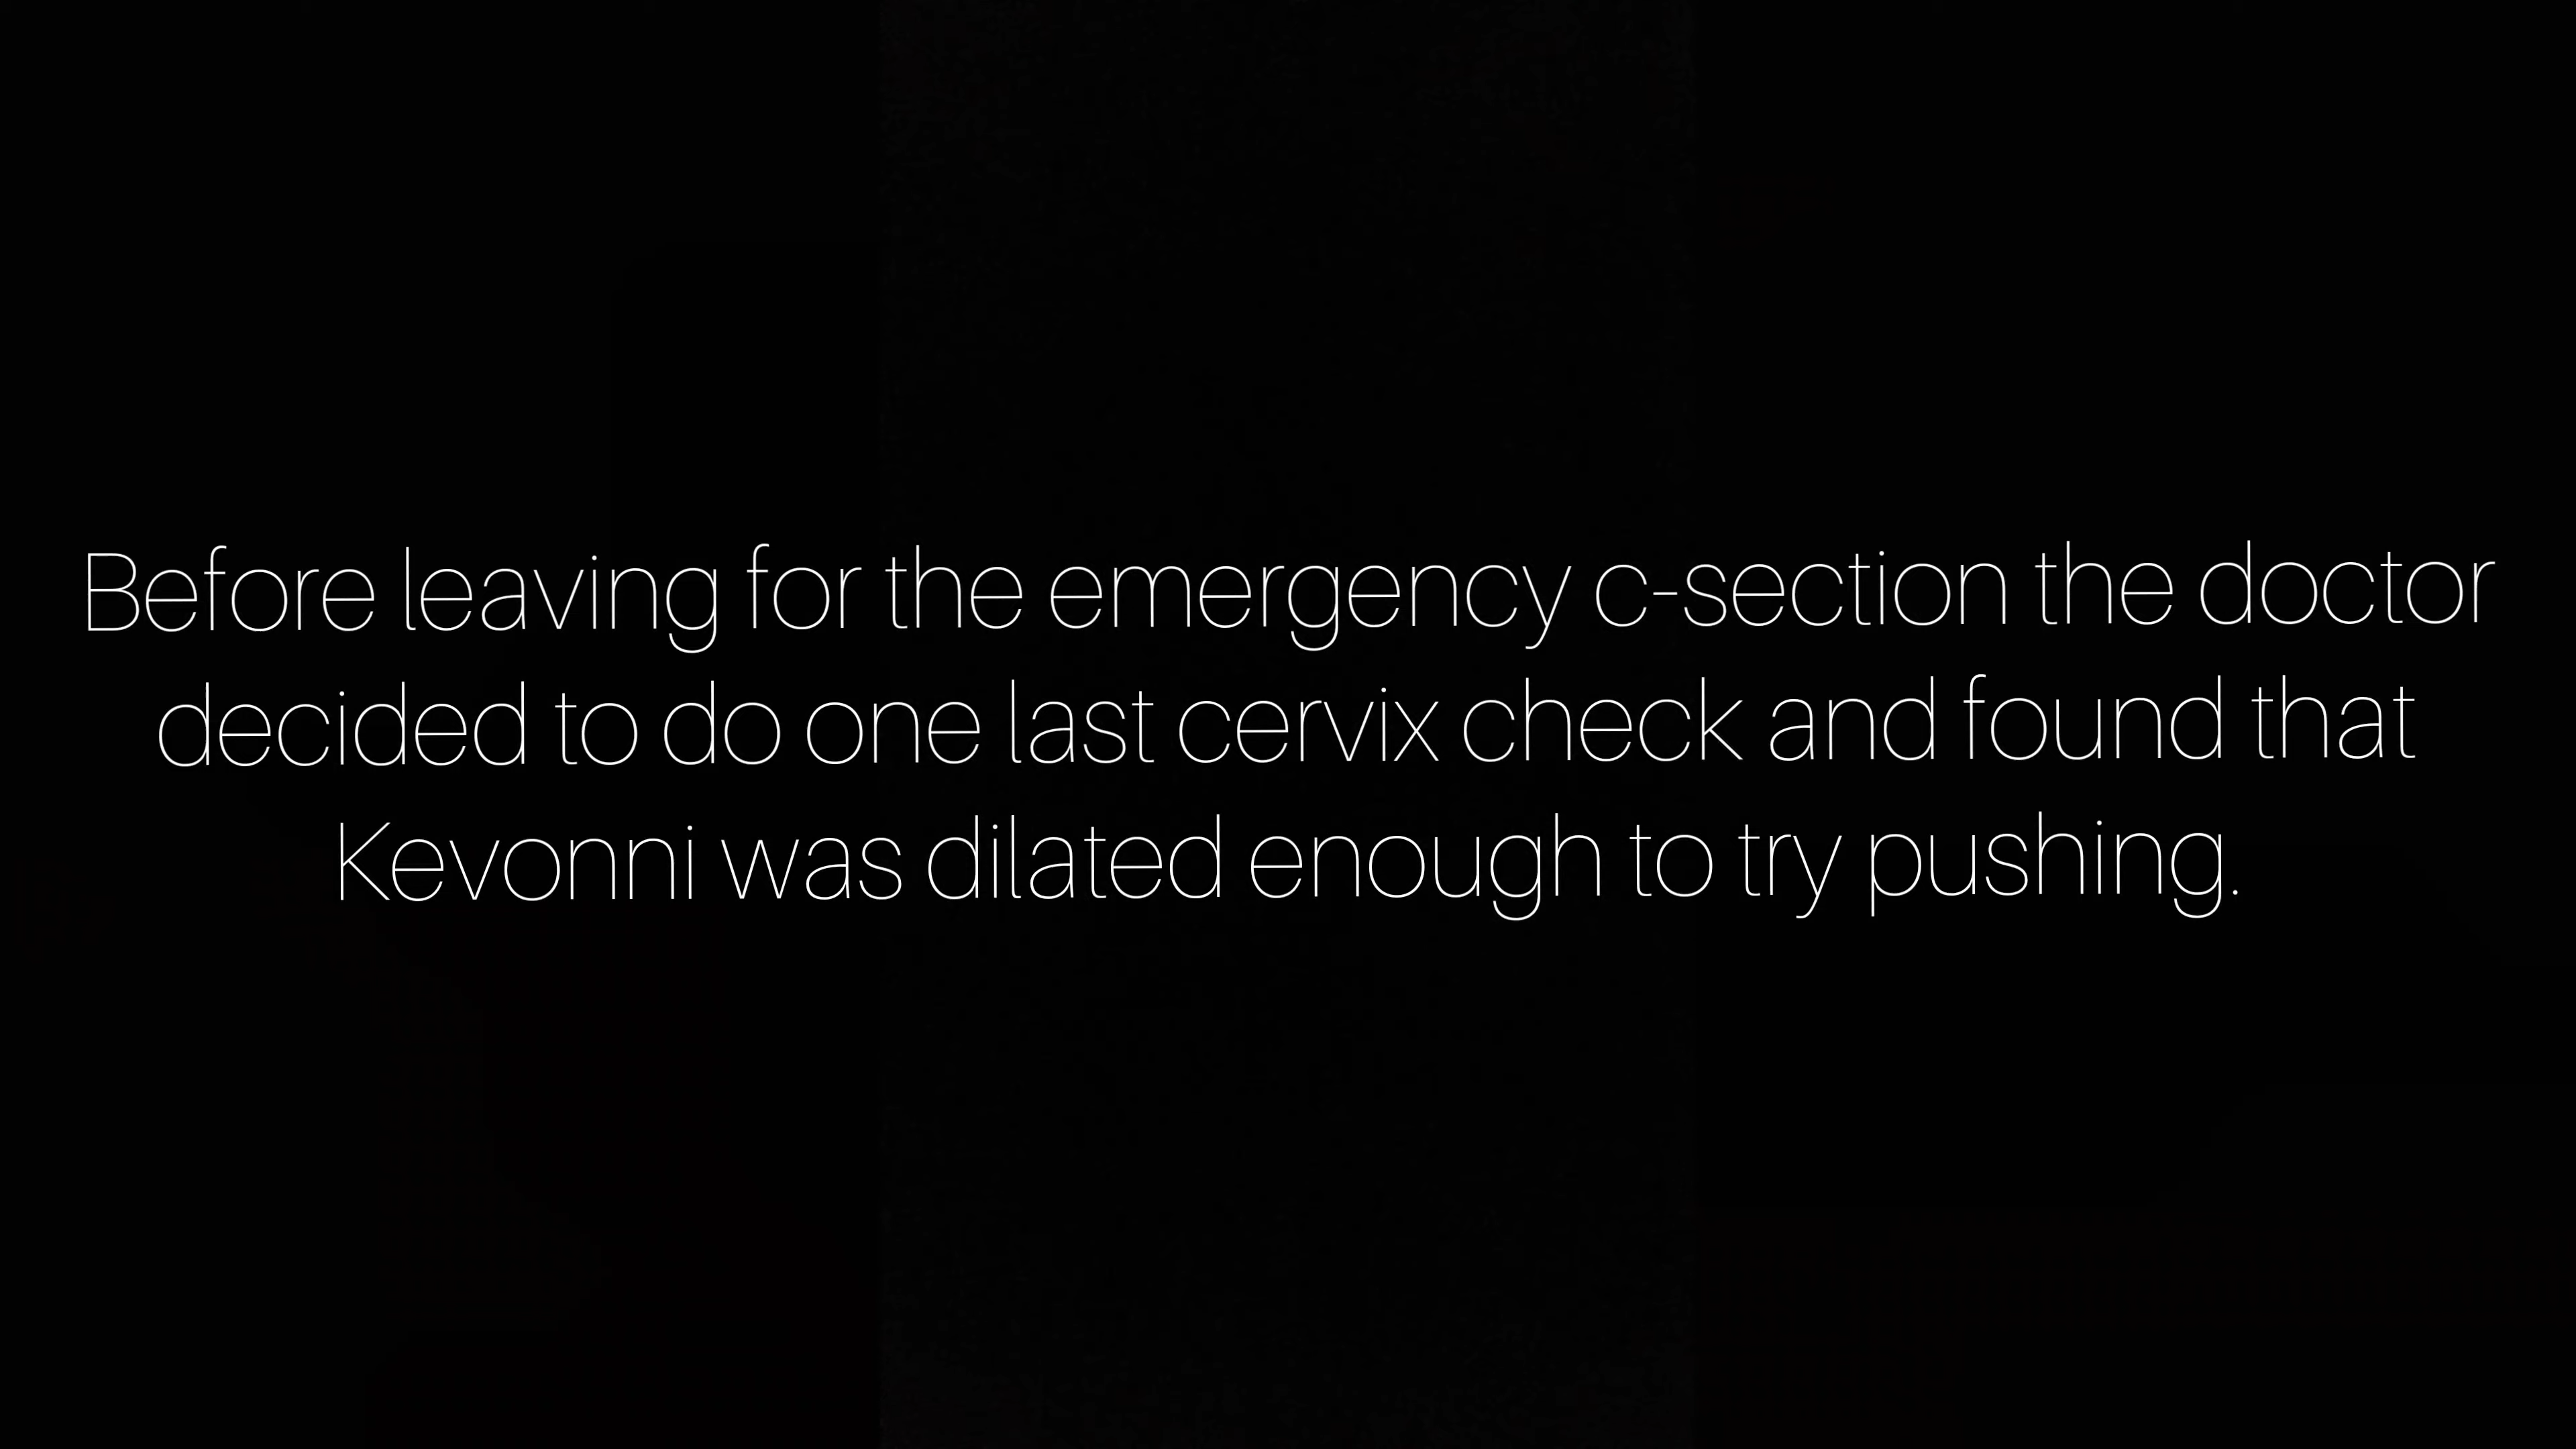 Before leaving for the emergency c-section the doctor
decided to do one last cervix check and found that
Kevonni was dilated enough to try pushing.